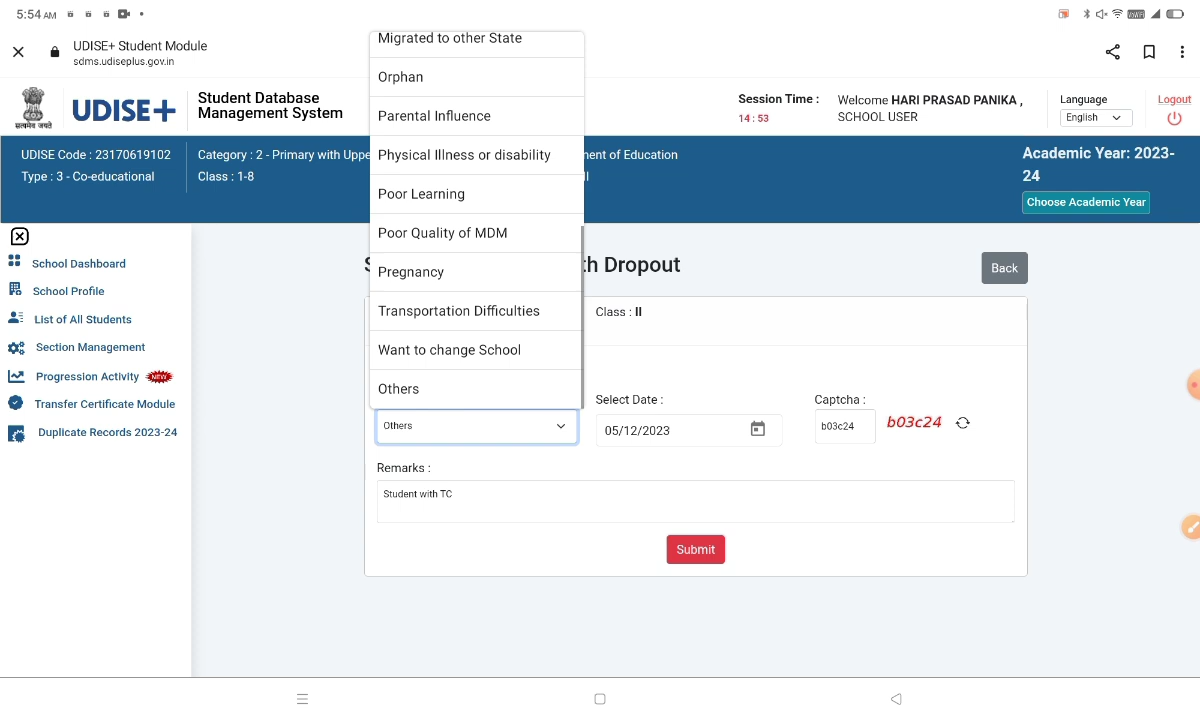 5:54 AM
UDISE+ Student Module
sdms.udiseplus.gov.in
सत्यमेव जयते
UDISE+
Student Database
Management System
Session Time :
14 : 53
Welcome HARI PRASAD PANIKA ,
SCHOOL USER
Language
English
Logout
UDISE Code : 23170619102
Type : 3 - Co-educational
Category : 2 - Primary with Uppe
Class : 1-8
nent of Education
Academic Year: 2023-
24
Choose Academic Year
School Dashboard
School Profile
List of All Students
Section Management
Progression Activity NEW
Transfer Certificate Module
Duplicate Records 2023-24
Migrated to other State
Orphan
Parental Influence
Physical Illness or disability
Poor Learning
Poor Quality of MDM
Pregnancy
Transportation Difficulties
Want to change School
Others
th Dropout
Back
Class : II
Others
Select Date :
05/12/2023
Captcha :
b03c24
b03c24
Remarks :
Student with TC
Submit